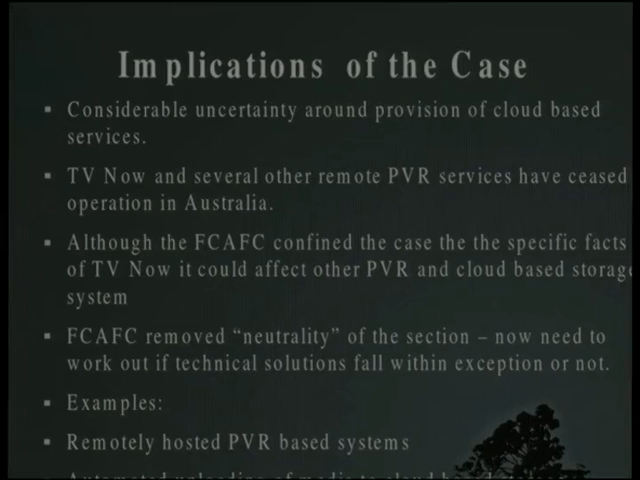 Implications of the Case
▪ Considerable uncertainty around provision of cloud based
services.
▪ TV Now and several other remote PVR services have ceased
operation in Australia.
▪ Although the FCAFC confined the case the the specific facts
of TV Now it could affect other PVR and cloud based storage
system
▪ FCAFC removed “neutrality” of the section – now need to
work out if technical solutions fall within exception or not.
▪ Examples:
▪ Remotely hosted PVR based systems